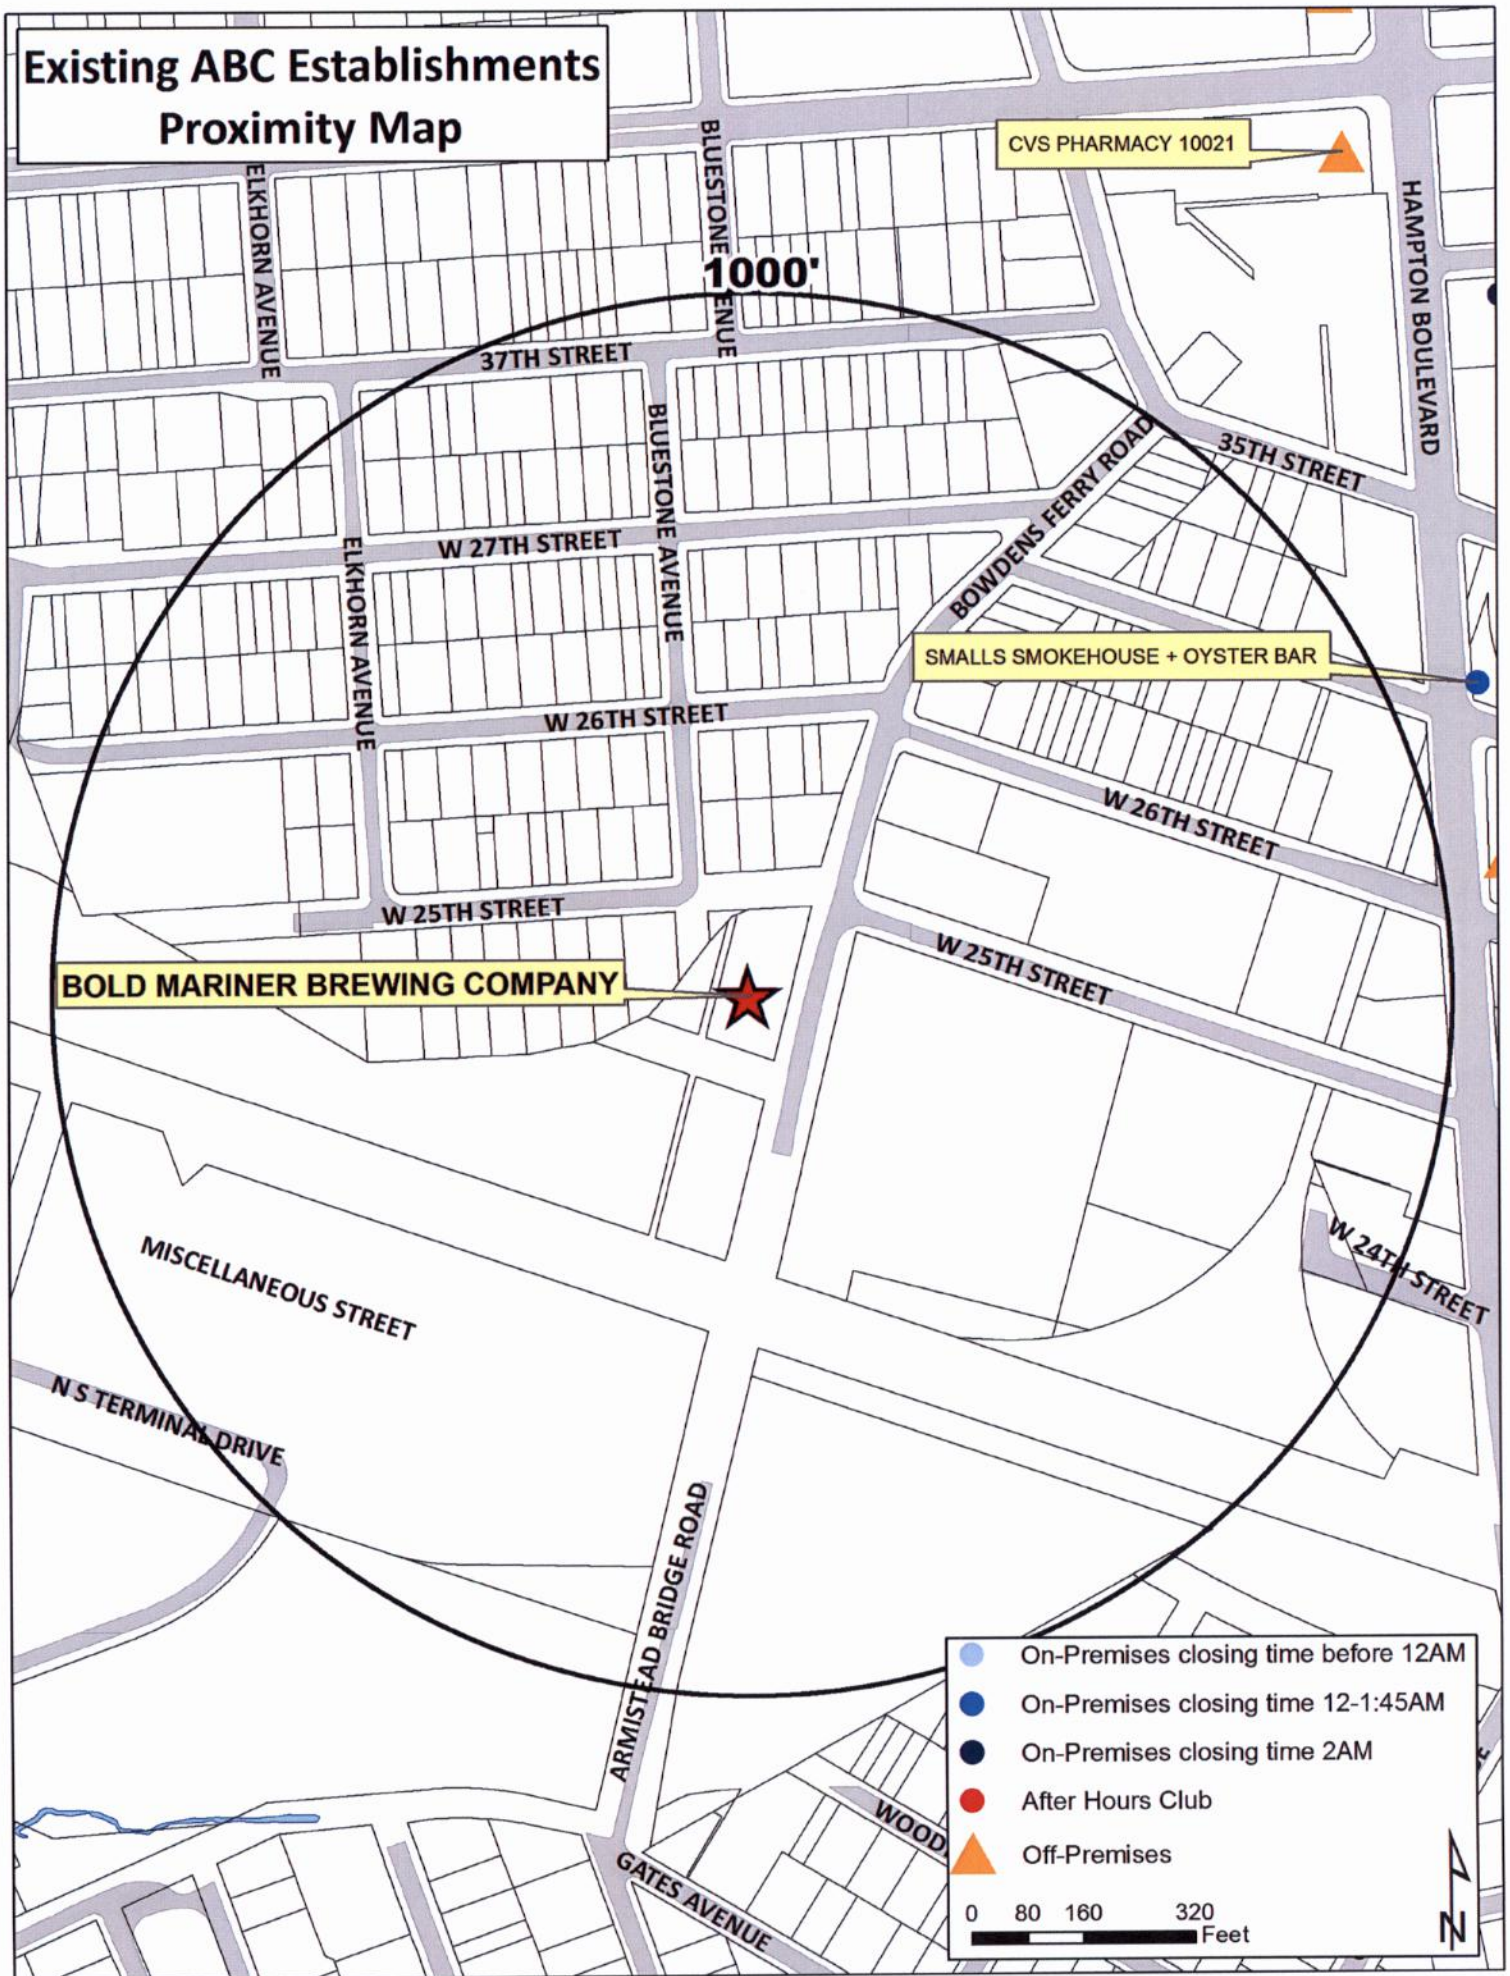 Existing ABC Establishments
Proximity Map
CVS PHARMACY 10021
ELKHORN AVENUE
BLUESTONE AVENUE
HAMPTON BOULEVARD
1000'
37TH STREET
BLUESTONE AVENUE
BOWDENS FERRY ROAD
35TH STREET
W 27TH STREET
ELKHORN AVENUE
SMALLS SMOKEHOUSE + OYSTER BAR
W 26TH STREET
W 26TH STREET
W 25TH STREET
W 25TH STREET
BOLD MARINER BREWING COMPANY
W 24TH STREET
MISCELLANEOUS STREET
N S TERMINAL DRIVE
ARMISTEAD BRIDGE ROAD
On-Premises closing time before 12AM
On-Premises closing time 12-1:45AM
On-Premises closing time 2AM
After Hours Club
Off-Premises
0 80 160 320
Feet
N
GATES AVENUE